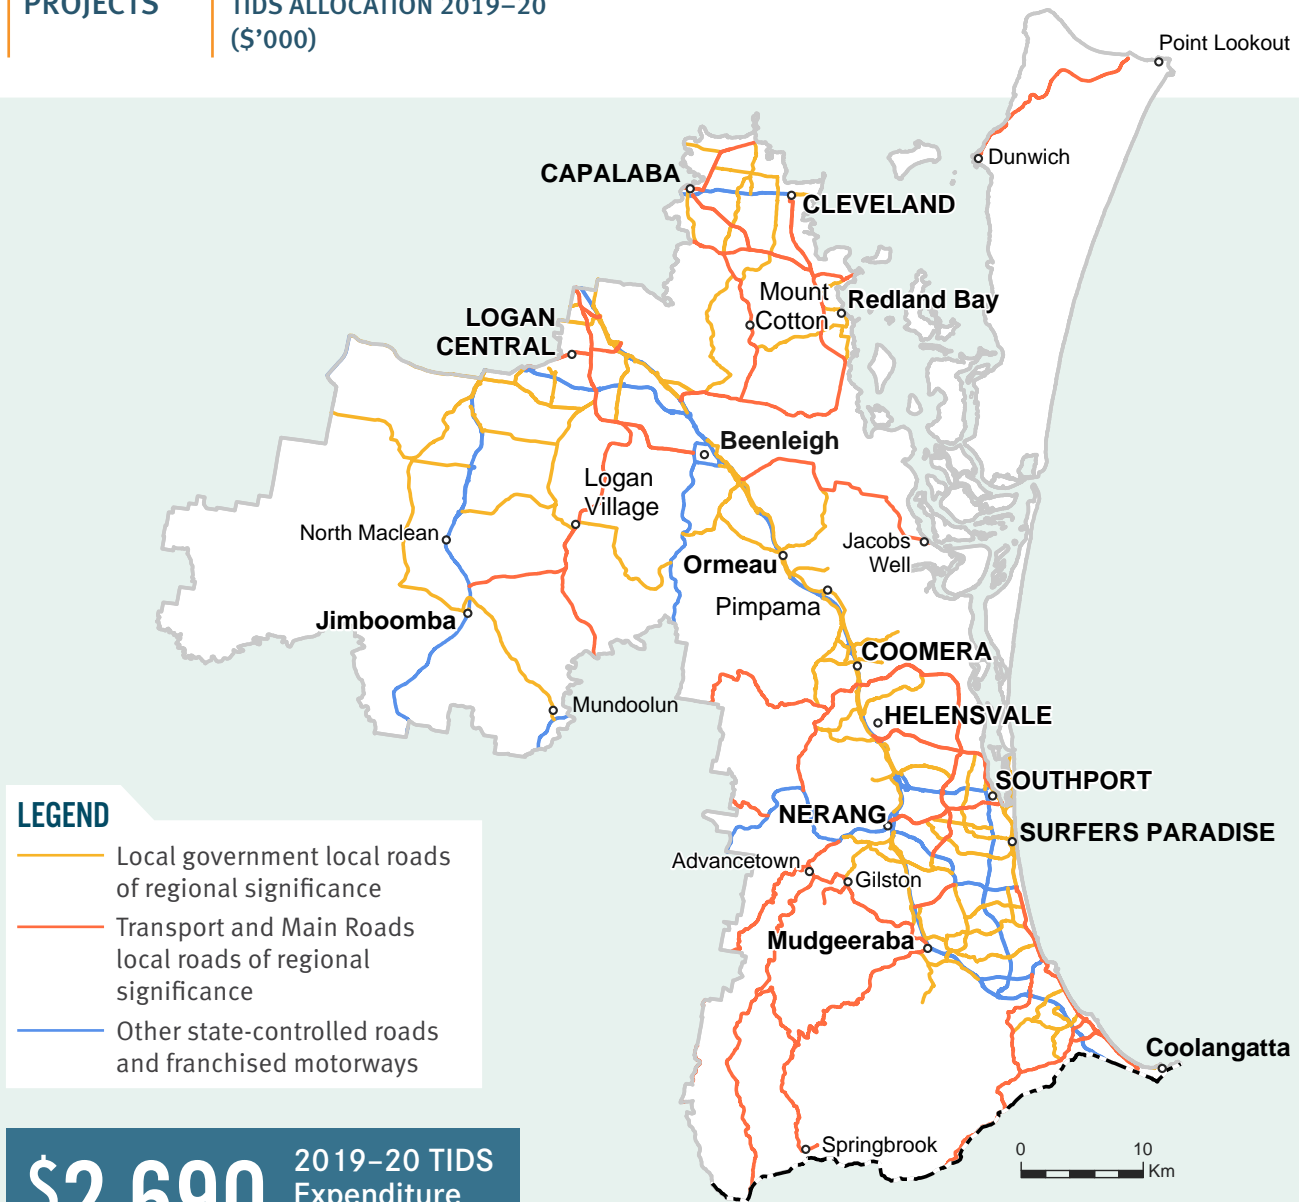 PROJECTS
TIDS ALLOCATION 2019–20
($'000)
Point Lookout
Dunwich
CAPALABA
CLEVELAND
Mount
Cotton
Redland Bay
LOGAN
CENTRAL
Beenleigh
Logan
Village
North Maclean
Jacobs
Well
Ormeau
Pimpama
Jimboomba
COOMERA
Mundoolun
HELENSVALE
SOUTHPORT
NERANG
SURFERS PARADISE
Advancetown
Gilston
Mudgeeraba
Coolangatta
Springbrook
0 10
Km
LEGEND
Local government local roads
of regional significance
Transport and Main Roads
local roads of regional
significance
Other state-controlled roads
and franchised motorways
$2,690
2019–20 TIDS
Expenditure